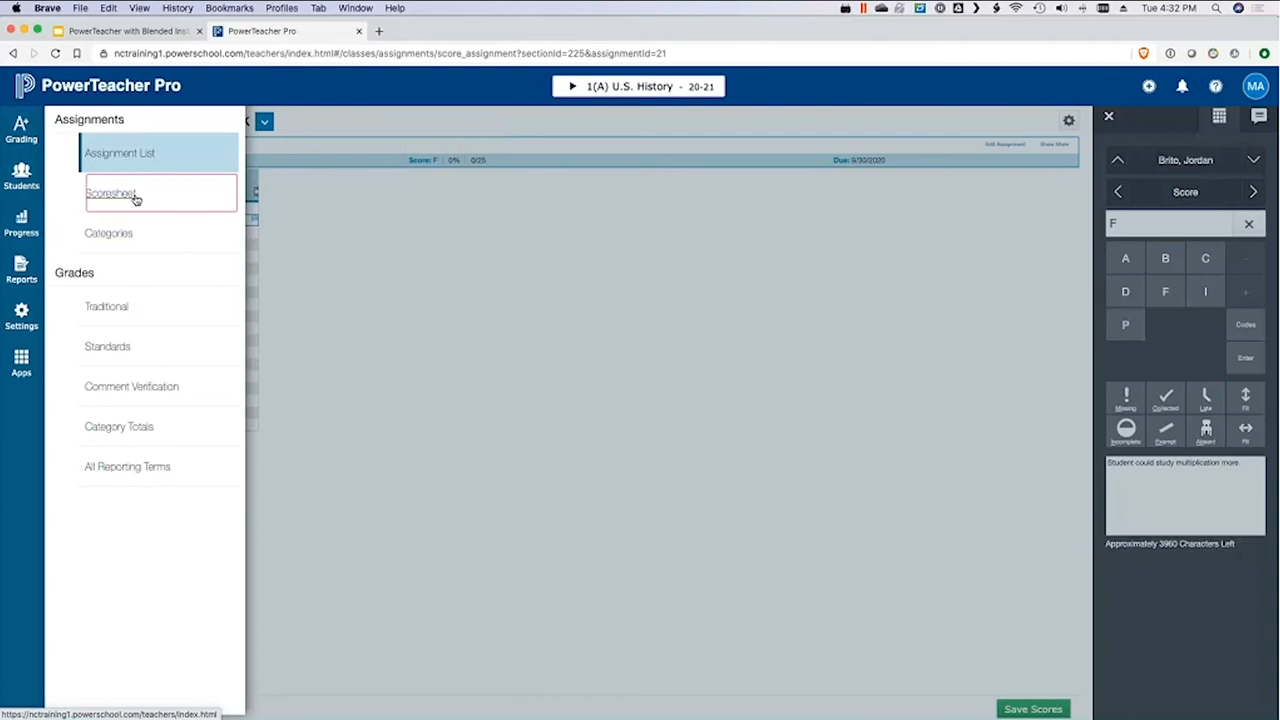 Brave File Edit View History Bookmarks Profiles Tab Window Help
Tue 4:32 PM
PowerTeacher with Blended Inst
PowerTeacher Pro
nctraining1.powerschool.com/teachers/index.html#/classes/assignments/score_assignment?sectionId=225&assignmentId=21
PowerTeacher Pro
1(A) U.S. History - 20-21
MA
Grading
Students
Progress
Reports
Settings
Apps
Assignments
Assignment List
Scoresheet
Categories
Grades
Traditional
Standards
Comment Verification
Category Totals
All Reporting Terms
Edit Assignment Show More
Score: F | 0% | 0/25
Due: 9/30/2020
Brito, Jordan
Score
F
A B C -
D F I +
P Codes
Enter
Missing Collected Late Fill
Incomplete Exempt Absent Fill
Student could study multiplication more.
Approximately 3960 Characters Left
Save Scores
https://nctraining1.powerschool.com/teachers/index.html